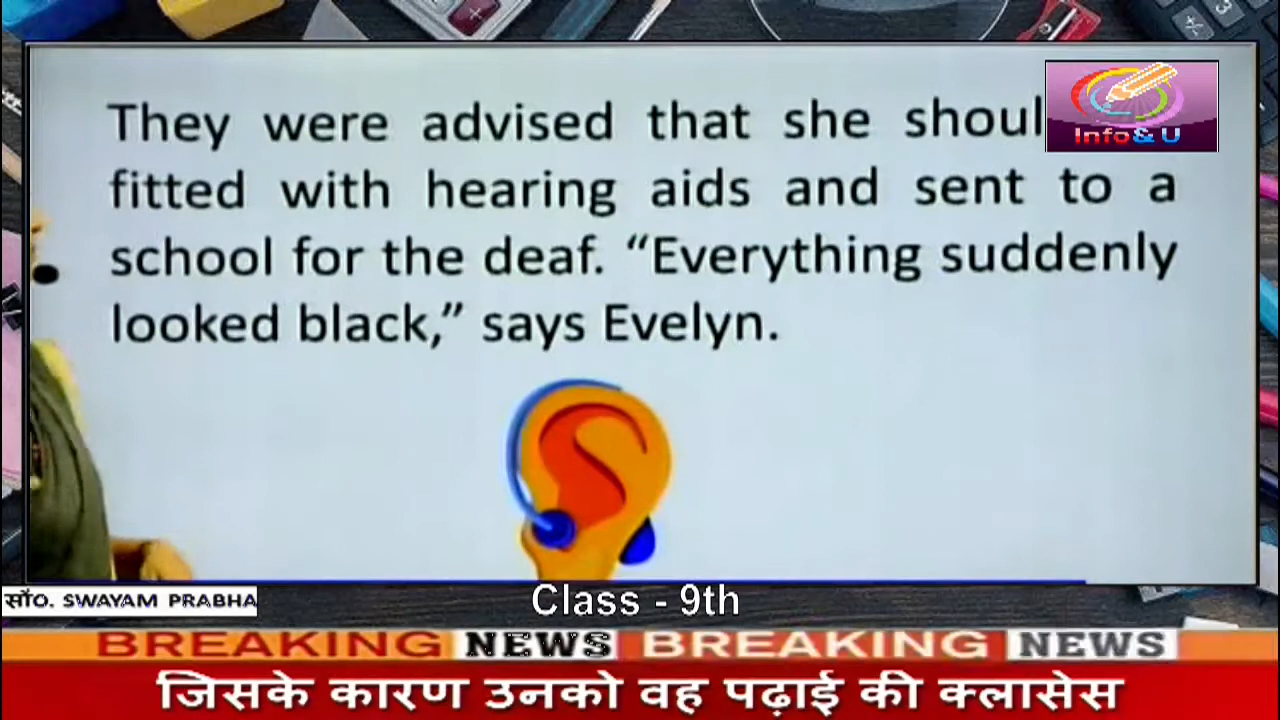 They were advised that she shoul
fitted with hearing aids and sent to a
school for the deaf. “Everything suddenly
looked black,” says Evelyn.
Info & U
सौO. SWAYAM PRABHA
Class - 9th
BREAKING NEWS BREAKING NEWS
जिसके कारण उनको वह पढ़ाई की क्लासेस